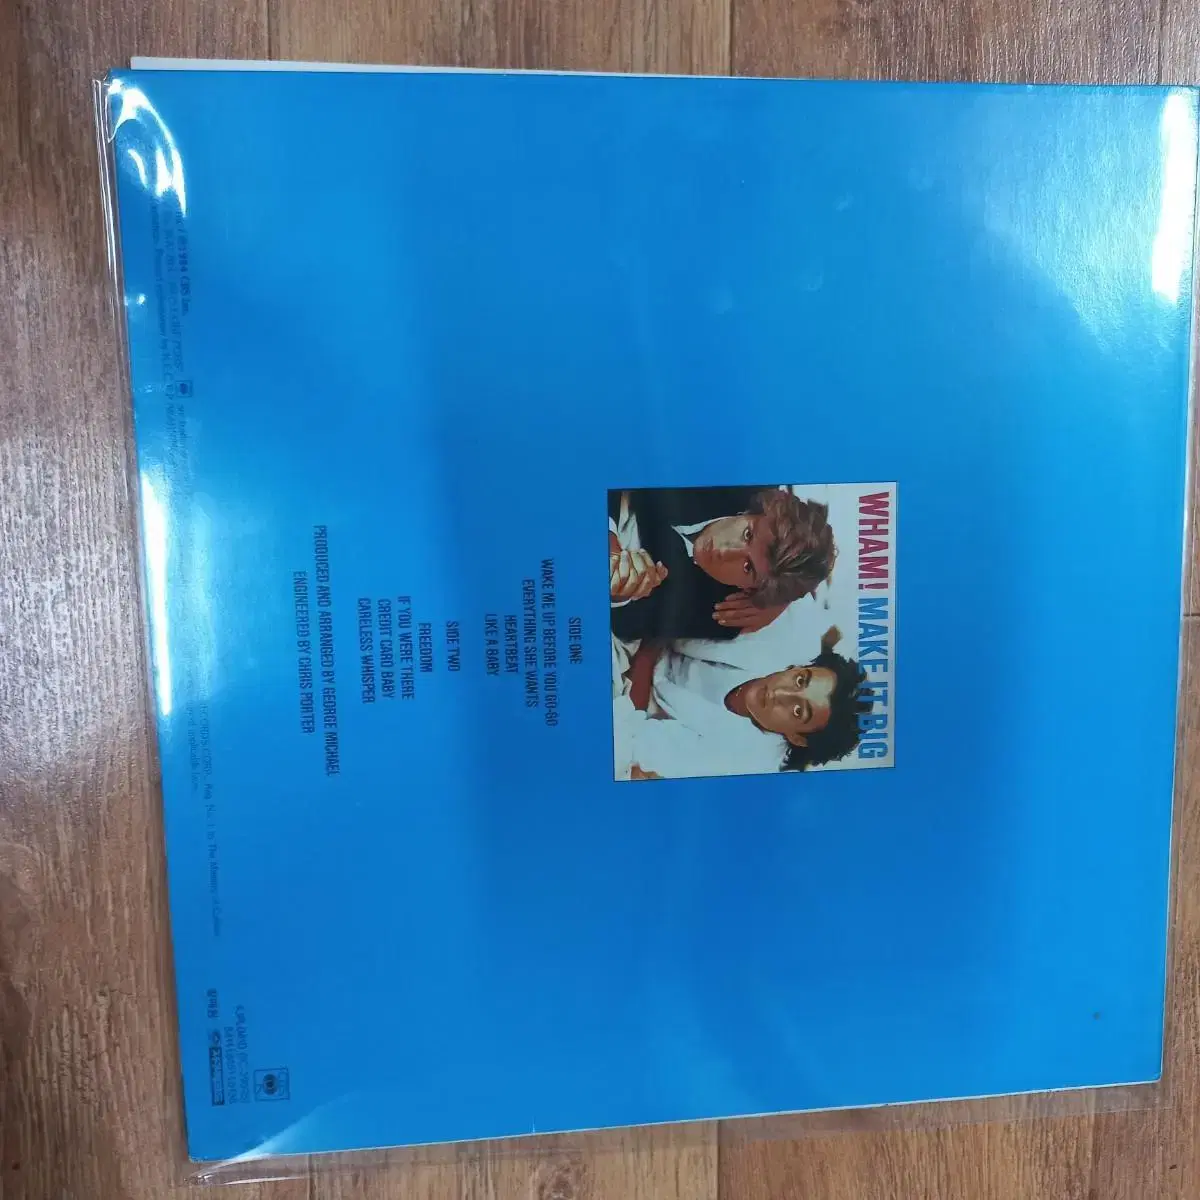 WHAM! MAKE IT BIG
SIDE ONE
WAKE ME UP BEFORE YOU GO-GO
EVERYTHING SHE WANTS
HEARTBEAT
LIKE A BABY
SIDE TWO
FREEDOM
IF YOU WERE THERE
CREDIT CARD BABY
CARELESS WHISPER
PRODUCED AND ARRANGED BY GEORGE MICHAEL
ENGINEERED BY CHRIS PORTER
CBS